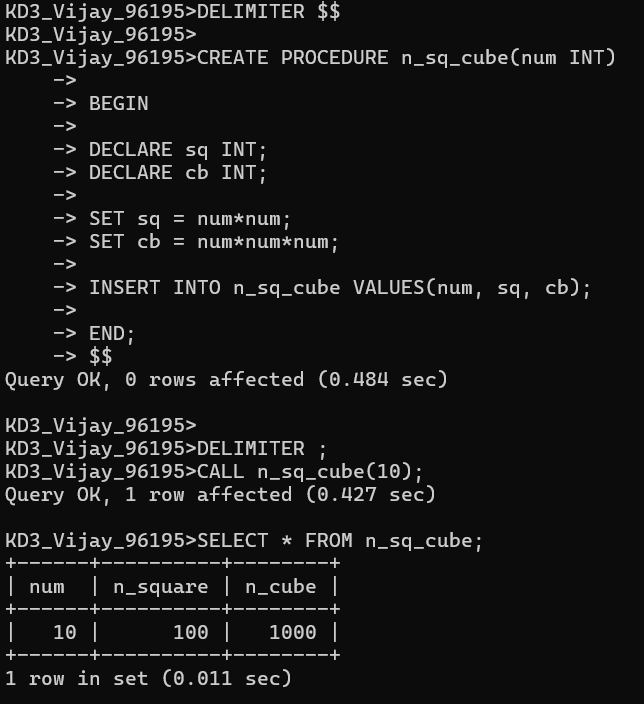 KD3_Vijay_96195>DELIMITER $$
KD3_Vijay_96195>
KD3_Vijay_96195>CREATE PROCEDURE n_sq_cube(num INT)
    ->
    -> BEGIN
    ->
    -> DECLARE sq INT;
    -> DECLARE cb INT;
    ->
    -> SET sq = num*num;
    -> SET cb = num*num*num;
    ->
    -> INSERT INTO n_sq_cube VALUES(num, sq, cb);
    ->
    -> END;
    -> $$
Query OK, 0 rows affected (0.484 sec)

KD3_Vijay_96195>
KD3_Vijay_96195>DELIMITER ;
KD3_Vijay_96195>CALL n_sq_cube(10);
Query OK, 1 row affected (0.427 sec)

KD3_Vijay_96195>SELECT * FROM n_sq_cube;
+------+----------+--------+
| num  | n_square | n_cube |
+------+----------+--------+
|   10 |      100 |   1000 |
+------+----------+--------+
1 row in set (0.011 sec)